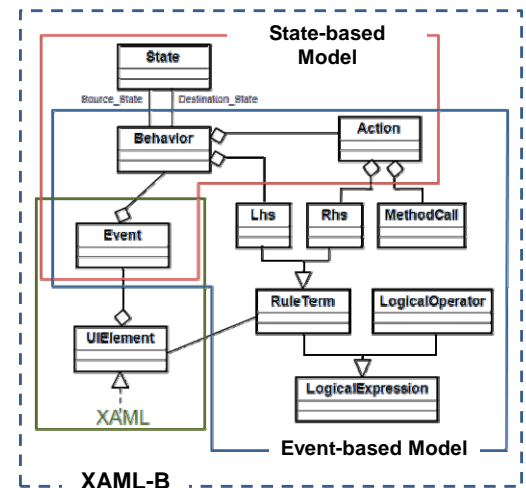 State-based
Model
State
Source_State Destination_State
Behavior
Action
Lhs
Rhs
MethodCall
Event
RuleTerm
LogicalOperator
UIElement
LogicalExpression
XAML
Event-based Model
XAML-B